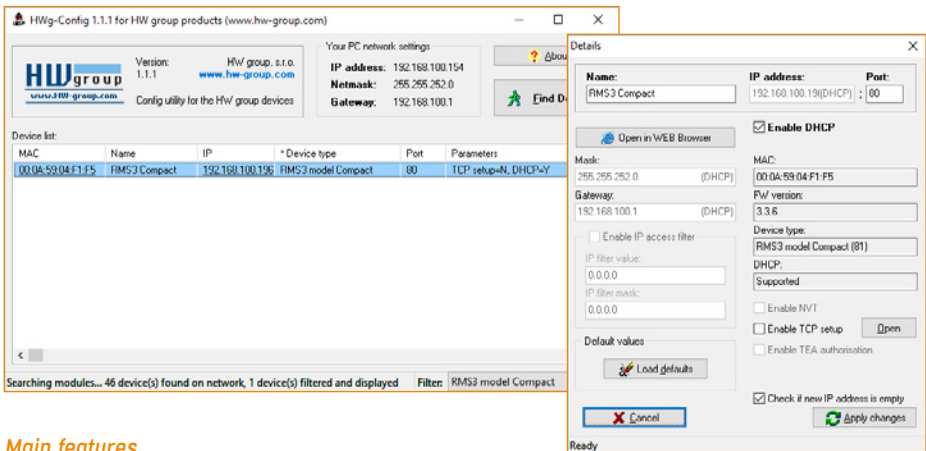 HWg-Config 1.1.1 for HW group products (www.hw-group.com)
HW group
www.HW-group.com
Version: HW group. s.r.o.
1.1.1 www.hw-group.com
Config utility for the HW group devices
Your PC network settings
IP address: 192.168.100.154
Netmask: 255.255.252.0
Gateway: 192.168.100.1
? Abou
Find D
Device list:
MAC Name IP * Device type Port Parameters
00:0A:59:04:F1:F5 RMS3 Compact 192.168.100.196 RMS3 model Compact 80 TCP setup=N, DHCP=Y
Searching modules... 46 device(s) found on network, 1 device(s) filtered and displayed Filter: RMS3 model Compact
Details
Name: IP address: Port:
RMS3 Compact 192.168.100.19(DHCP) : 80
Open in WEB Browser
Enable DHCP
Mask:
255.255.252.0 (DHCP)
Gateway:
192.168.100.1 (DHCP)
MAC:
00:0A:59:04:F1:F5
FW version:
3.3.6
Device type:
RMS3 model Compact (81)
DHCP:
Supported
Enable IP access filter
IP filter value:
0.0.0.0
IP filter mask:
0.0.0.0
Enable NVT
Enable TCP setup Open
Enable TEA authorisation
Default values
Load defaults
Check if new IP address is empty
Cancel Apply changes
Ready
Main features